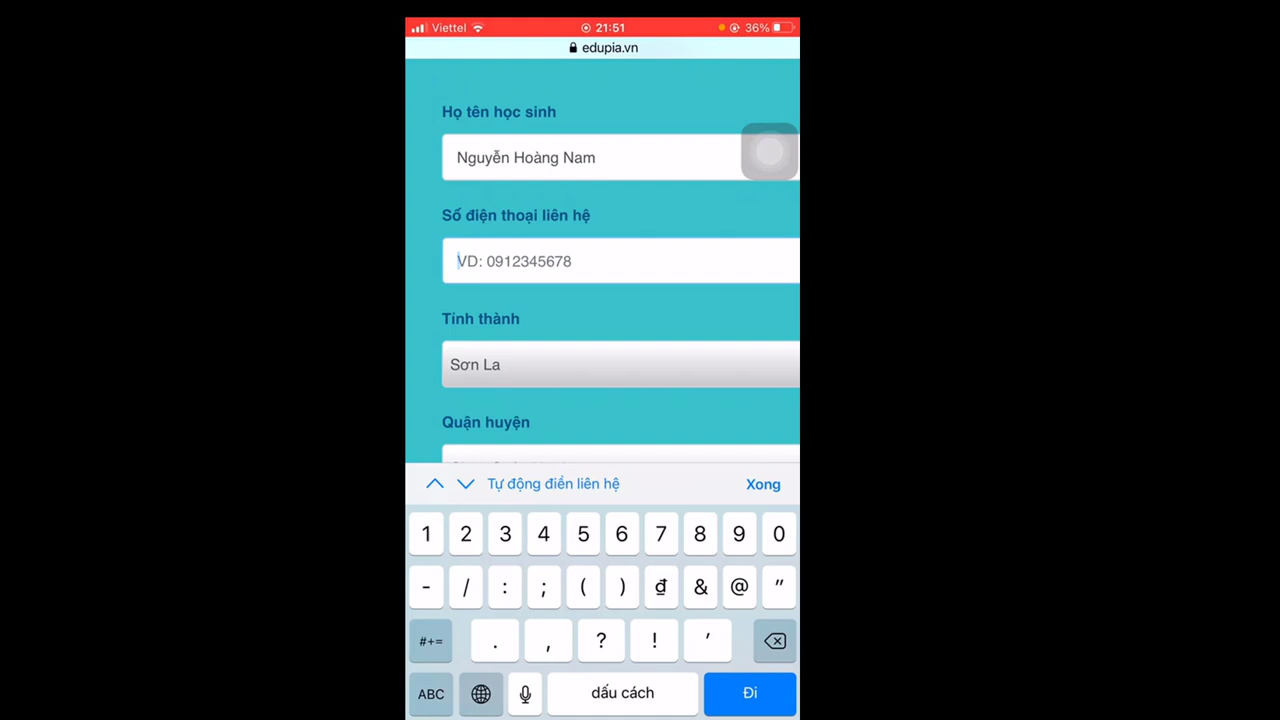 Viettel 21:51 36%
edupia.vn
Họ tên học sinh
Nguyễn Hoàng Nam
Số điện thoại liên hệ
VD: 0912345678
Tỉnh thành
Sơn La
Quận huyện
Tự động điền liên hệ Xong
1 2 3 4 5 6 7 8 9 0
- / : ; ( ) ₫ & @ "
#+= . , ? ! ’
ABC dấu cách Đi